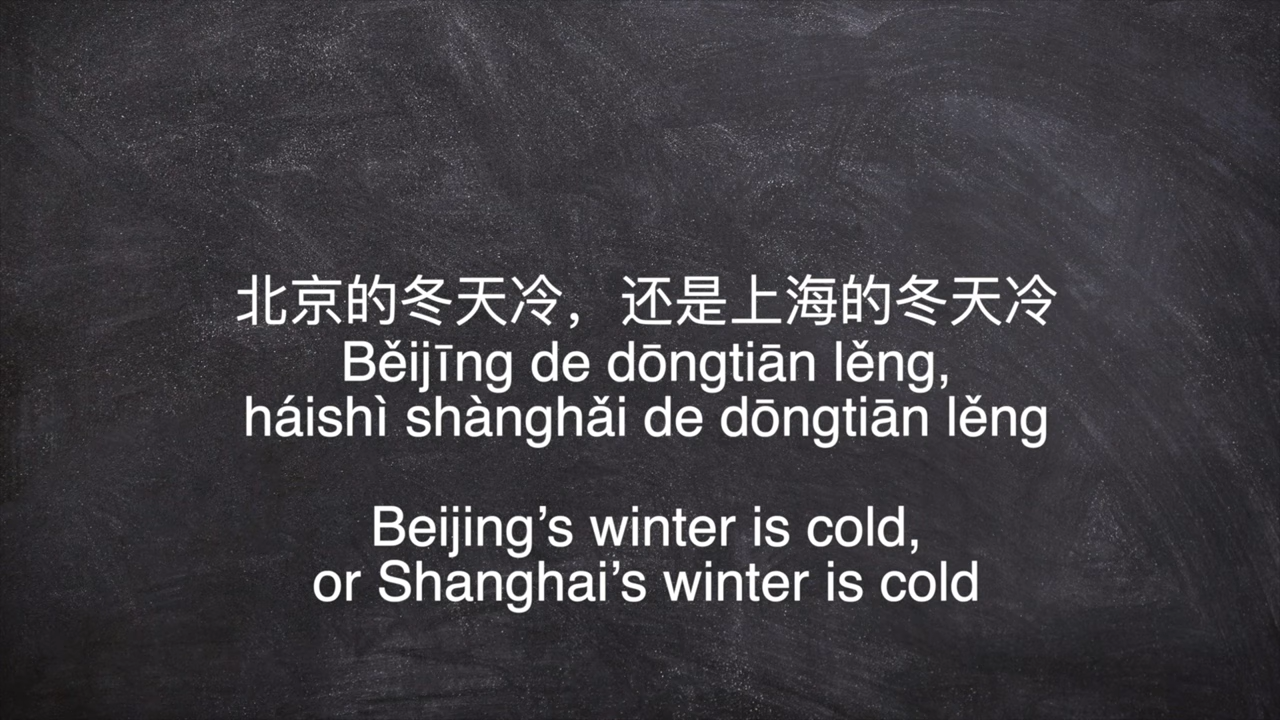 北京的冬天冷，还是上海的冬天冷
Běijīng de dōngtiān lěng,
háishì shànghǎi de dōngtiān lěng
Beijing’s winter is cold,
or Shanghai’s winter is cold